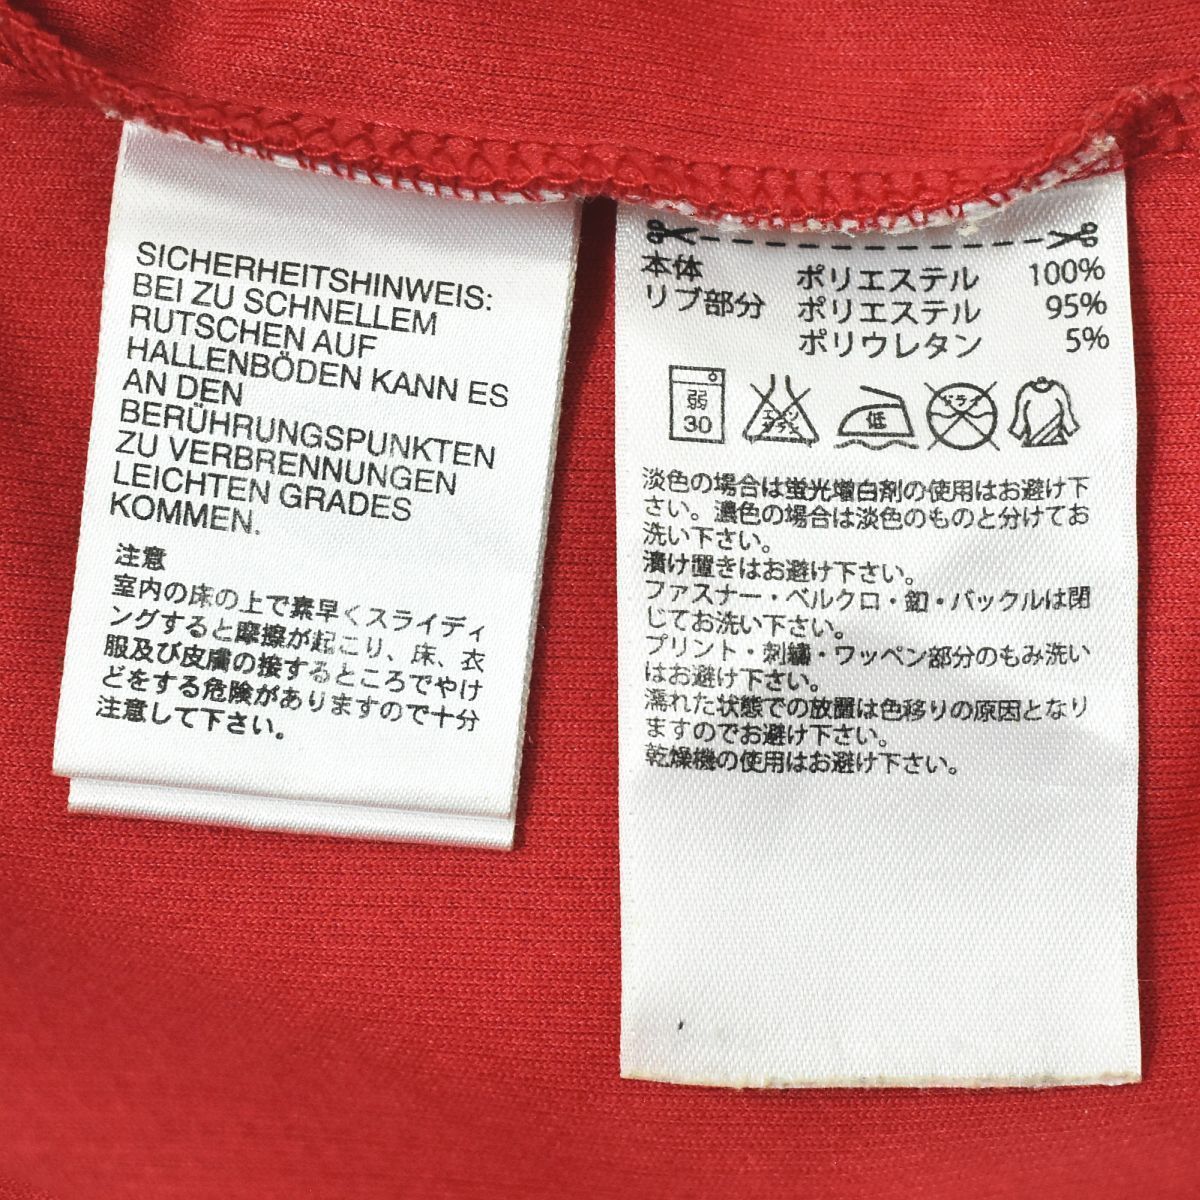 SICHERHEITSHINWEIS:
BEI ZU SCHNELLEM
RUTSCHEN AUF
HALLENBÖDEN KANN ES
AN DEN
BERÜHRUNGSPUNKTEN
ZU VERBRENNUNGEN
LEICHTEN GRADES
KOMMEN.
注意
室内の床の上で素早くスライディ
ングすると摩擦が起こり、床、衣
服及び皮膚の接するところでやけ
どをする危険がありますので十分
注意して下さい。
本体 ポリエステル 100%
リブ部分 ポリエステル 95%
ポリウレタン 5%
弱 30 エンソ サラシ 低 ドライ
淡色の場合は蛍光増白剤の使用はお避け下
さい。濃色の場合は淡色のものと分けてお
洗い下さい。
漬け置きはお避け下さい。
ファスナー・ベルクロ・釦・バックルは閉
じてお洗い下さい。
プリント・刺繍・ワッペン部分のもみ洗い
はお避け下さい。
濡れた状態での放置は色移りの原因となり
ますのでお避け下さい。
乾燥機の使用はお避け下さい。